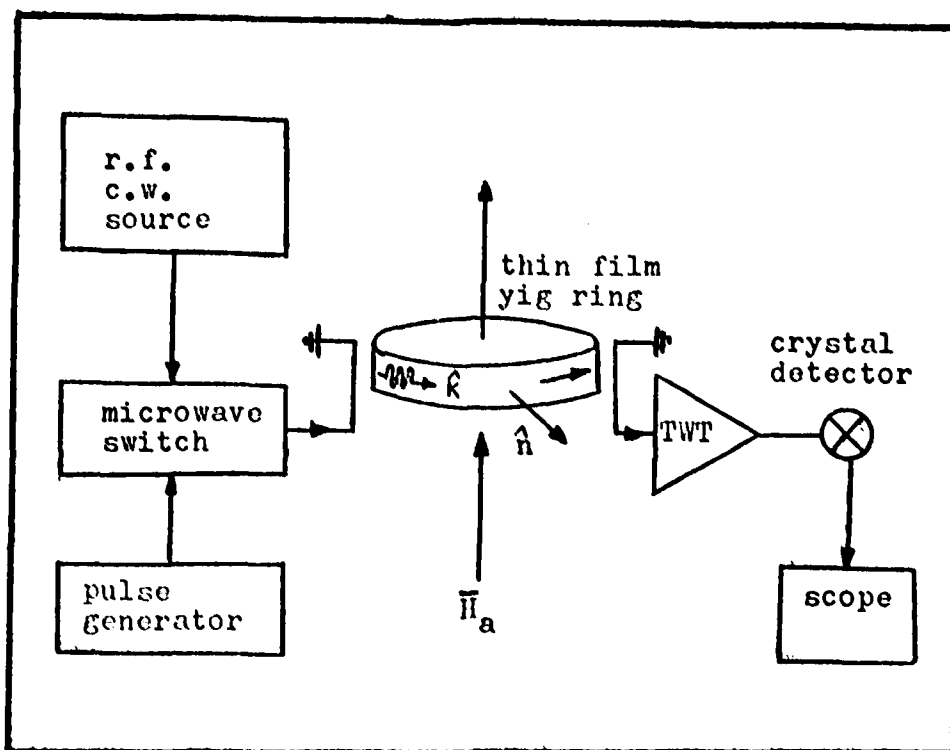 r.f.
c.w.
source
thin film
yig ring
crystal
detector
microwave
switch
k̂
n̂
TWT
pulse
generator
H̅a
scope